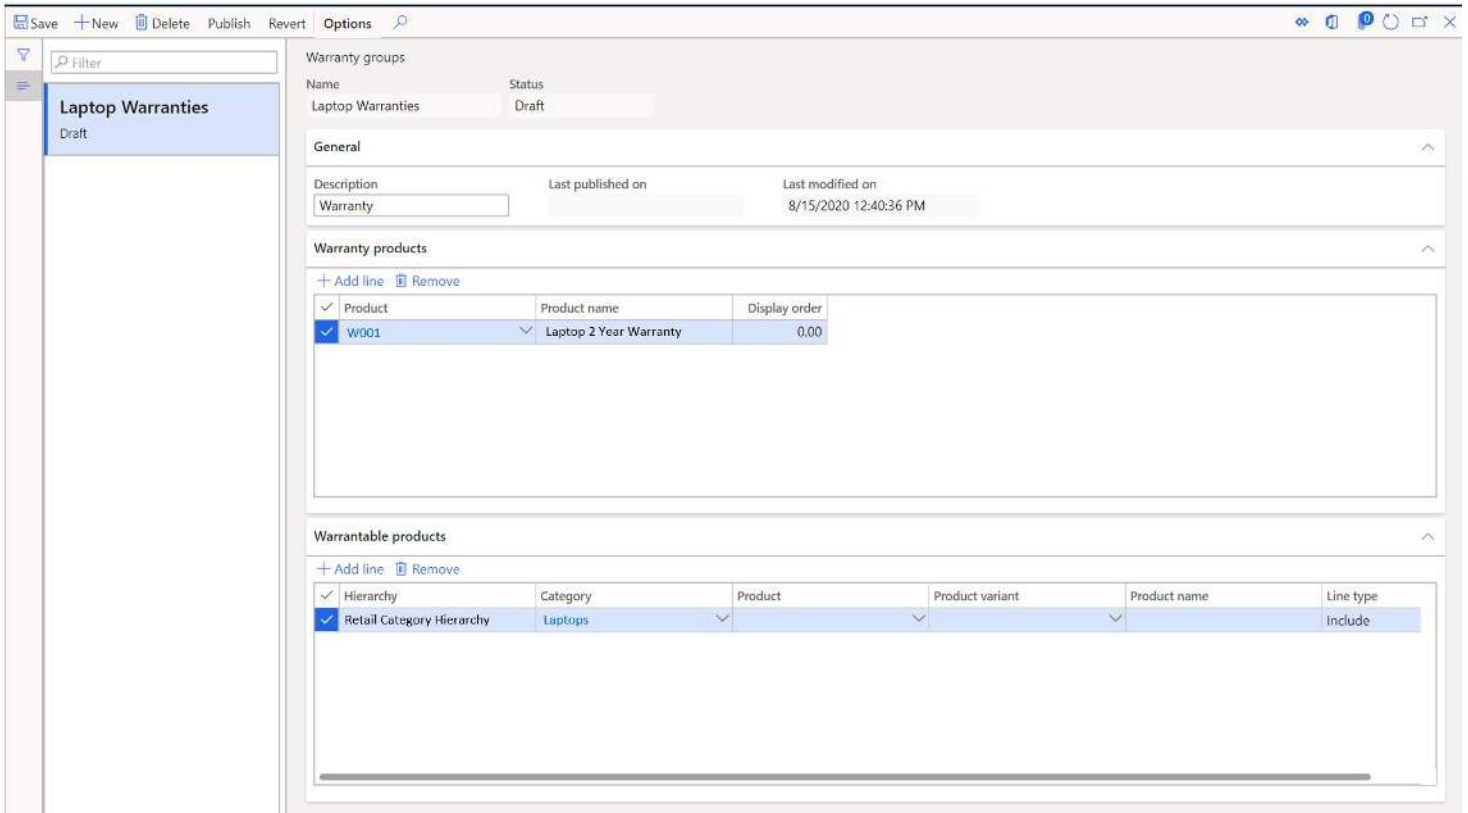 Save New Delete Publish Revert Options
0
Filter
Laptop Warranties
Draft
Warranty groups
Name Status
Laptop Warranties Draft
General
Description Last published on Last modified on
Warranty 8/15/2020 12:40:36 PM
Warranty products
Add line Remove
Product Product name Display order
W001 Laptop 2 Year Warranty 0.00
Warrantable products
Add line Remove
Hierarchy Category Product Product variant Product name Line type
Retail Category Hierarchy Laptops Include